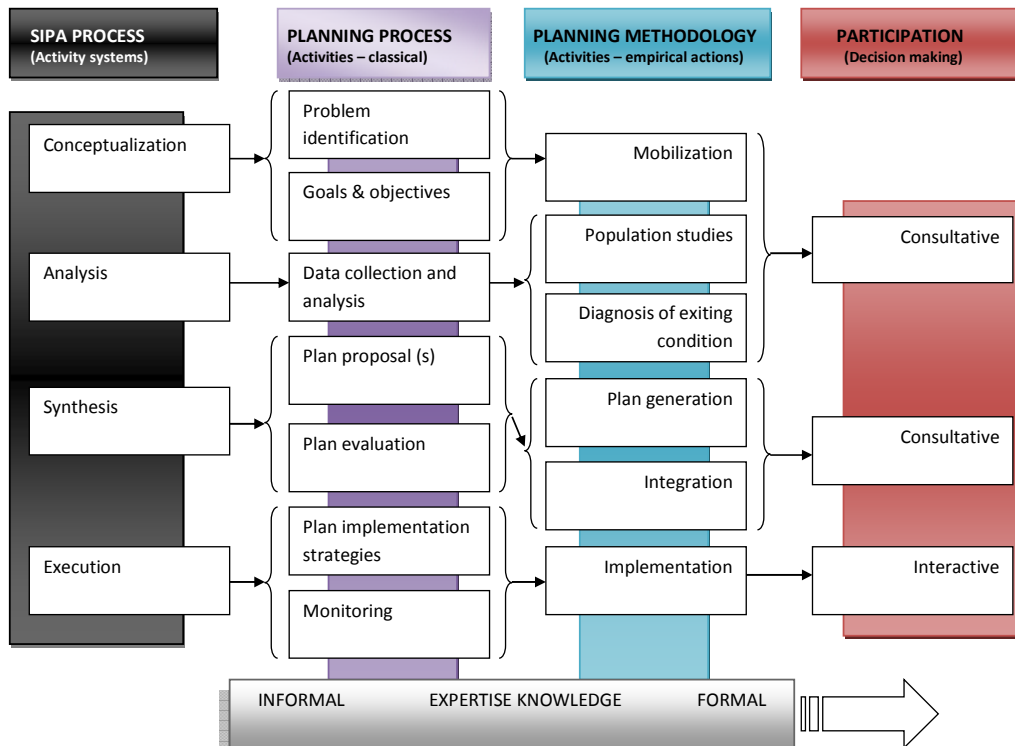 SIPA PROCESS
(Activity systems)
PLANNING PROCESS
(Activities – classical)
PLANNING METHODOLOGY
(Activities – empirical actions)
PARTICIPATION
(Decision making)
Conceptualization
Analysis
Synthesis
Execution
Problem
identification
Goals & objectives
Data collection and
analysis
Plan proposal (s)
Plan evaluation
Plan implementation
strategies
Monitoring
Mobilization
Population studies
Diagnosis of exiting
condition
Plan generation
Integration
Implementation
Consultative
Consultative
Interactive
INFORMAL EXPERTISE KNOWLEDGE FORMAL